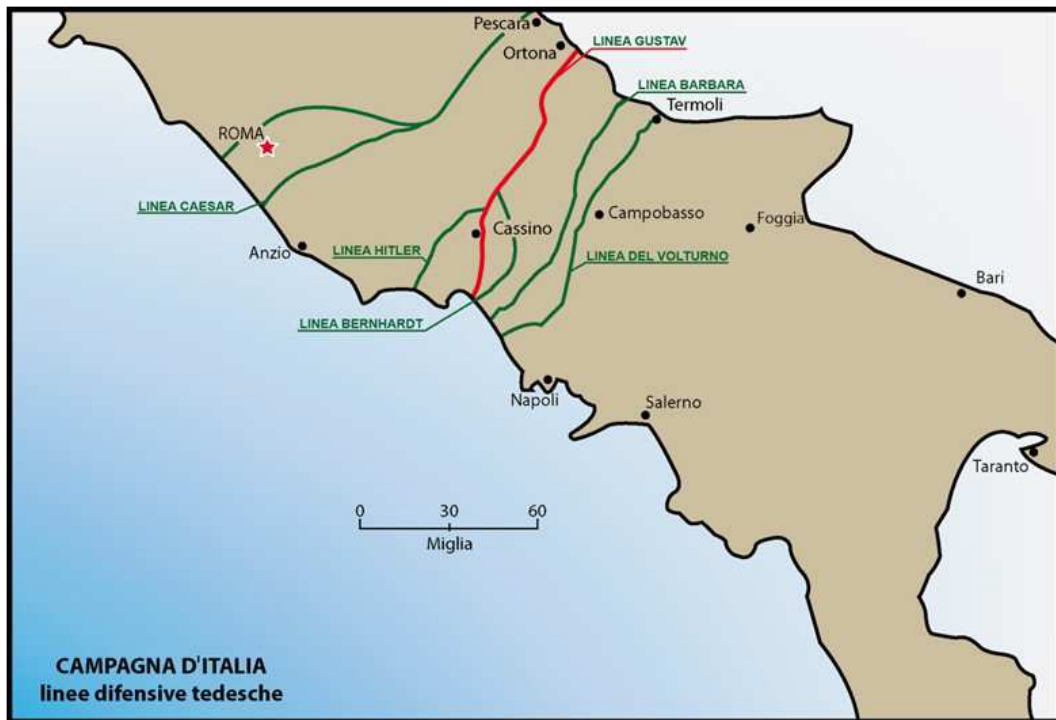 Pescara
LINEA GUSTAV
Ortona
LINEA BARBARA
Termoli
ROMA
LINEA CAESAR
Campobasso
Cassino
Foggia
Anzio
LINEA HITLER
LINEA DEL VOLTURNO
Bari
LINEA BERNHARDT
Napoli
Salerno
Taranto
0 30 60
Miglia
CAMPAGNA D'ITALIA
linee difensive tedesche